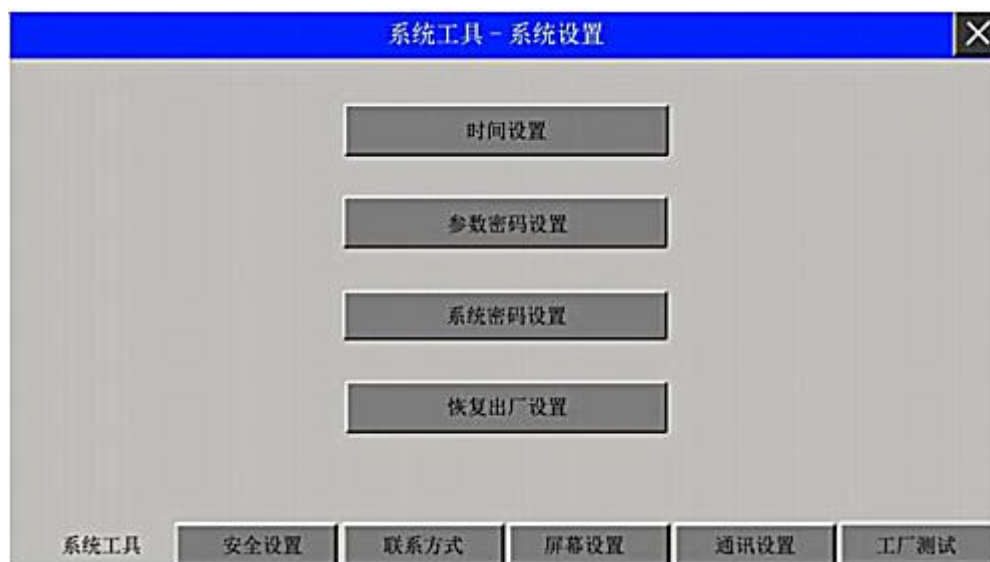 系统工具-系统设置
时间设置
参数密码设置
系统密码设置
恢复出厂设置
系统工具 安全设置 联系方式 屏幕设置 通讯设置 工厂测试